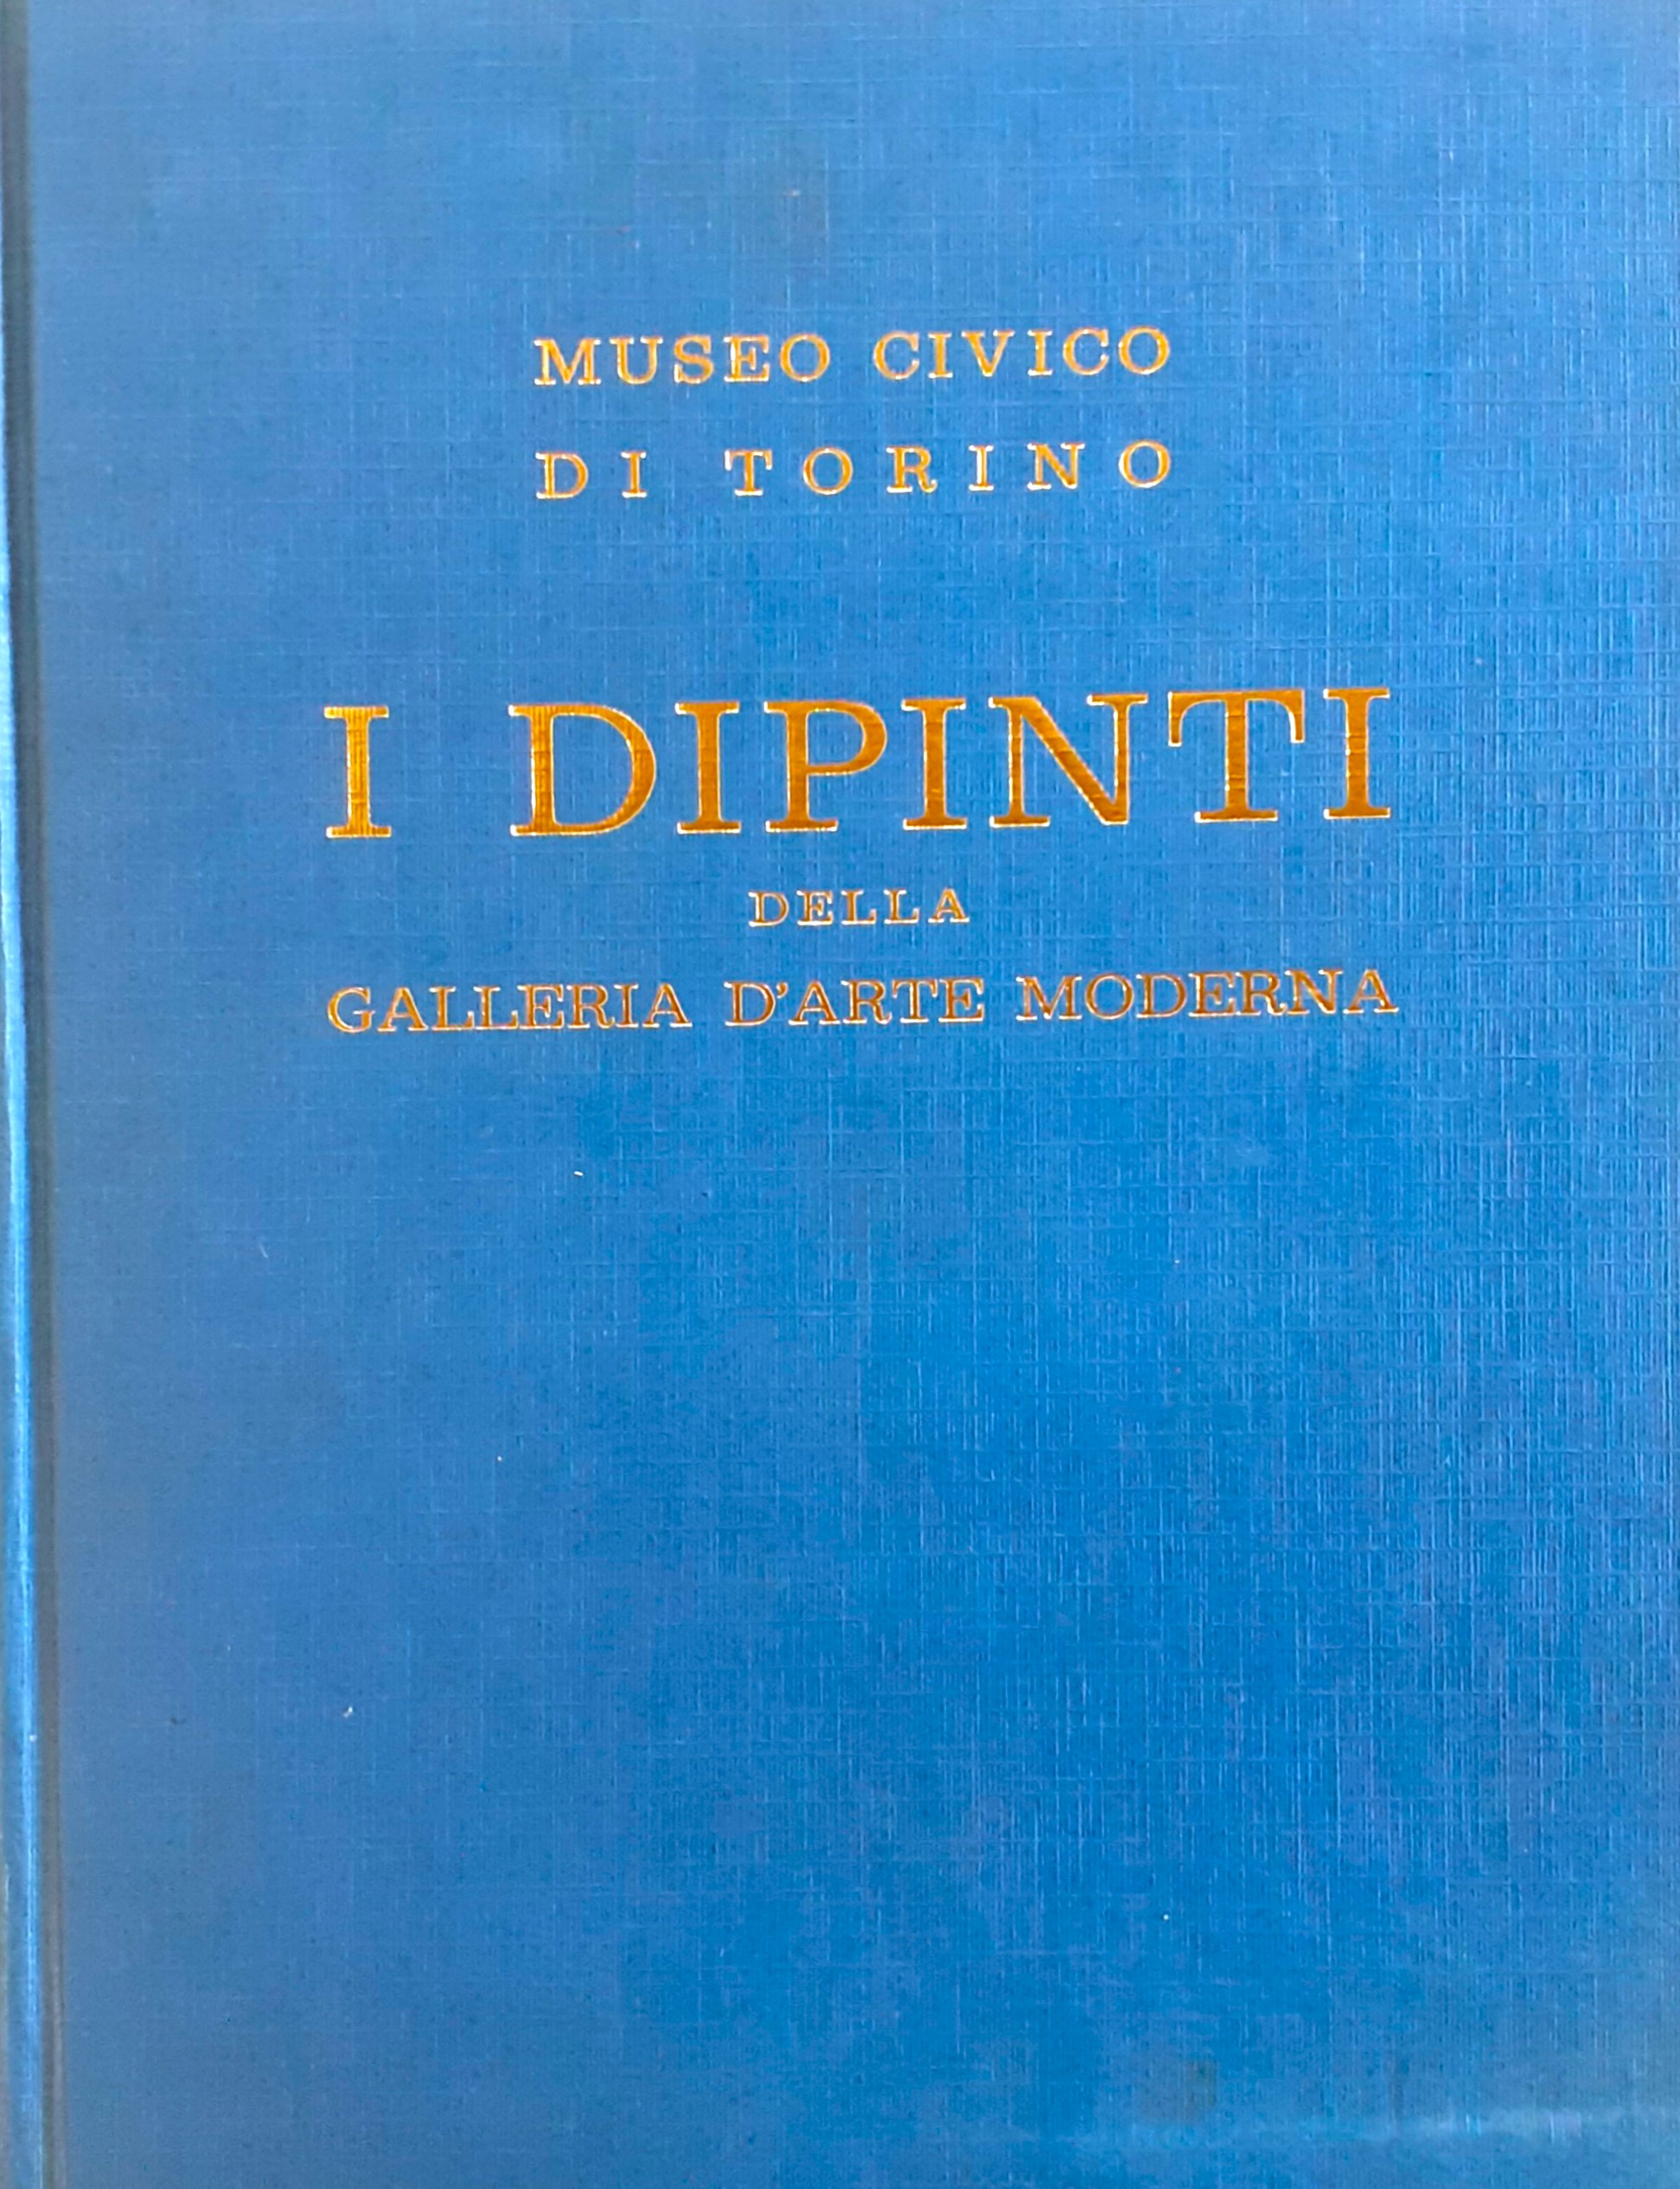 MUSEO CIVICO
DI TORINO
I DIPINTI
DELLA
GALLERIA D'ARTE MODERNA